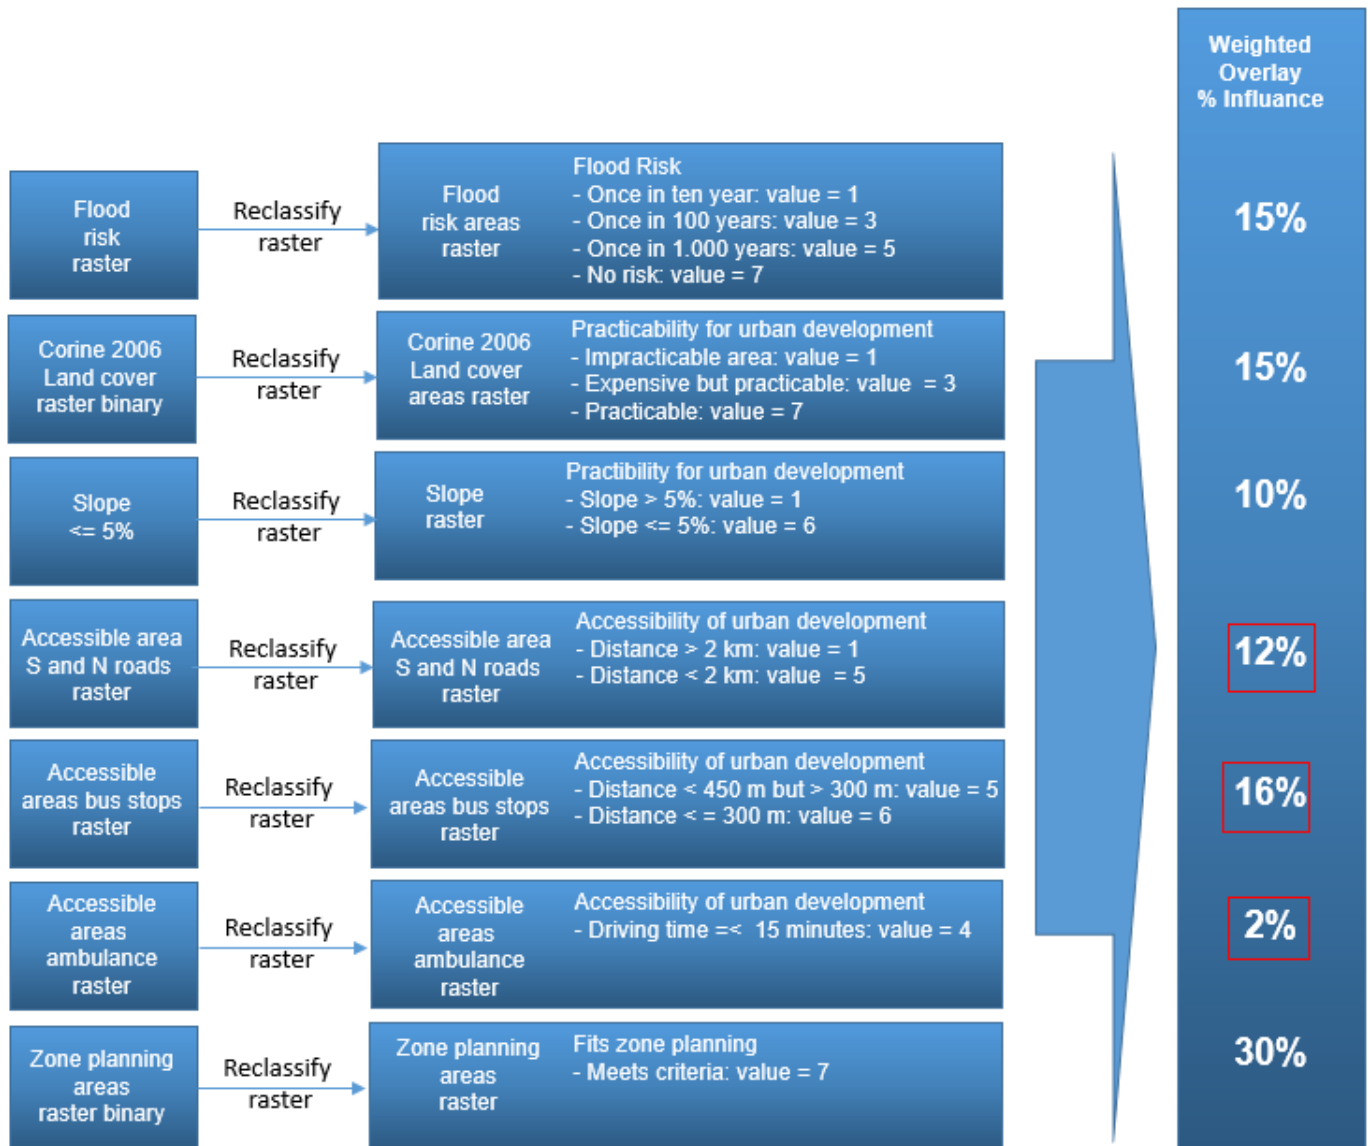 Weighted
Overlay
% Influance
Flood
risk
raster
Reclassify
raster
Flood
risk areas
raster
Flood Risk
- Once in ten year: value = 1
- Once in 100 years: value = 3
- Once in 1.000 years: value = 5
- No risk: value = 7
15%
Corine 2006
Land cover
raster binary
Reclassify
raster
Corine 2006
Land cover
areas raster
Practicability for urban development
- Impracticable area: value = 1
- Expensive but practicable: value = 3
- Practicable: value = 7
15%
Slope
<= 5%
Reclassify
raster
Slope
raster
Practibility for urban development
- Slope > 5%: value = 1
- Slope <= 5%: value = 6
10%
Accessible area
S and N roads
raster
Reclassify
raster
Accessible area
S and N roads
raster
Accessibility of urban development
- Distance > 2 km: value = 1
- Distance < 2 km: value = 5
12%
Accessible
areas bus stops
raster
Reclassify
raster
Accessible
areas bus stops
raster
Accessibility of urban development
- Distance < 450 m but > 300 m: value = 5
- Distance < = 300 m: value = 6
16%
Accessible
areas
ambulance
raster
Reclassify
raster
Accessible
areas
ambulance
raster
Accessibility of urban development
- Driving time =< 15 minutes: value = 4
2%
Zone planning
areas
raster binary
Reclassify
raster
Zone planning
areas
raster
Fits zone planning
- Meets criteria: value = 7
30%